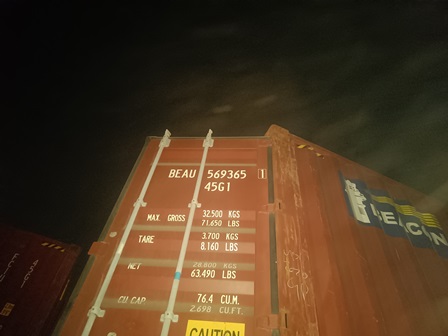 BEAU 569365 1
45G1
MAX. GROSS 32.500 KGS
71.650 LBS
TARE 3.700 KGS
8.160 LBS
NET 28.800 KGS
63.490 LBS
CU.CAP. 76.4 CU.M.
2.698 CU.FT.
CAUTION
BEACON